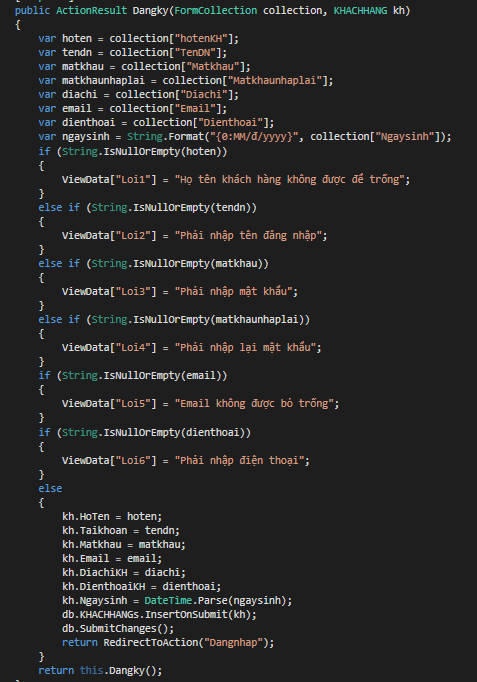 public ActionResult Dangky(FormCollection collection, KHACHHANG kh)
{
var hoten = collection["hotenKH"];
var tendn = collection["TenDN"];
var matkhau = collection["Matkhau"];
var matkhaunhaplai = collection["Matkhaunhaplai"];
var diachi = collection["Diachi"];
var email = collection["Email"];
var dienthoai = collection["Dienthoai"];
var ngaysinh = String.Format("{0:MM/đ/yyyy}", collection["Ngaysinh"]);
if (String.IsNullOrEmpty(hoten))
{
ViewData["Loi1"] = "Họ tên khách hàng không được để trống";
}
else if (String.IsNullOrEmpty(tendn))
{
ViewData["Loi2"] = "Phải nhập tên đăng nhập";
}
else if (String.IsNullOrEmpty(matkhau))
{
ViewData["Loi3"] = "Phải nhập mật khẩu";
}
else if (String.IsNullOrEmpty(matkhaunhaplai))
{
ViewData["Loi4"] = "Phải nhập lại mật khẩu";
}
if (String.IsNullOrEmpty(email))
{
ViewData["Loi5"] = "Email không được bỏ trống";
}
if (String.IsNullOrEmpty(dienthoai))
{
ViewData["Loi6"] = "Phải nhập điện thoại";
}
else
{
kh.HoTen = hoten;
kh.Taikhoan = tendn;
kh.Matkhau = matkhau;
kh.Email = email;
kh.DiachiKH = diachi;
kh.DienthoaiKH = dienthoai;
kh.Ngaysinh = DateTime.Parse(ngaysinh);
db.KHACHHANGs.InsertOnSubmit(kh);
db.SubmitChanges();
return RedirectToAction("Dangnhap");
}
return this.Dangky();